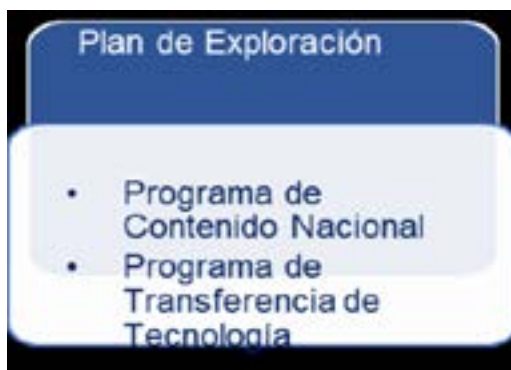 Plan de Exploración
• Programa de
Contenido Nacional
• Programa de
Transferencia de
Tecnología